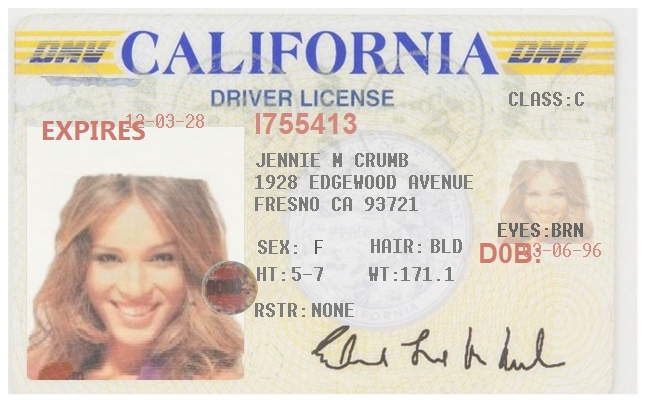 DMV CALIFORNIA DMV
DRIVER LICENSE
CLASS:C
EXPIRES 12-03-28
I755413
JENNIE M CRUMB
1928 EDGEWOOD AVENUE
FRESNO CA 93721
EYES:BRN
SEX: F HAIR: BLD
DOB: 03-06-96
HT:5-7 WT:171.1
RSTR:NONE